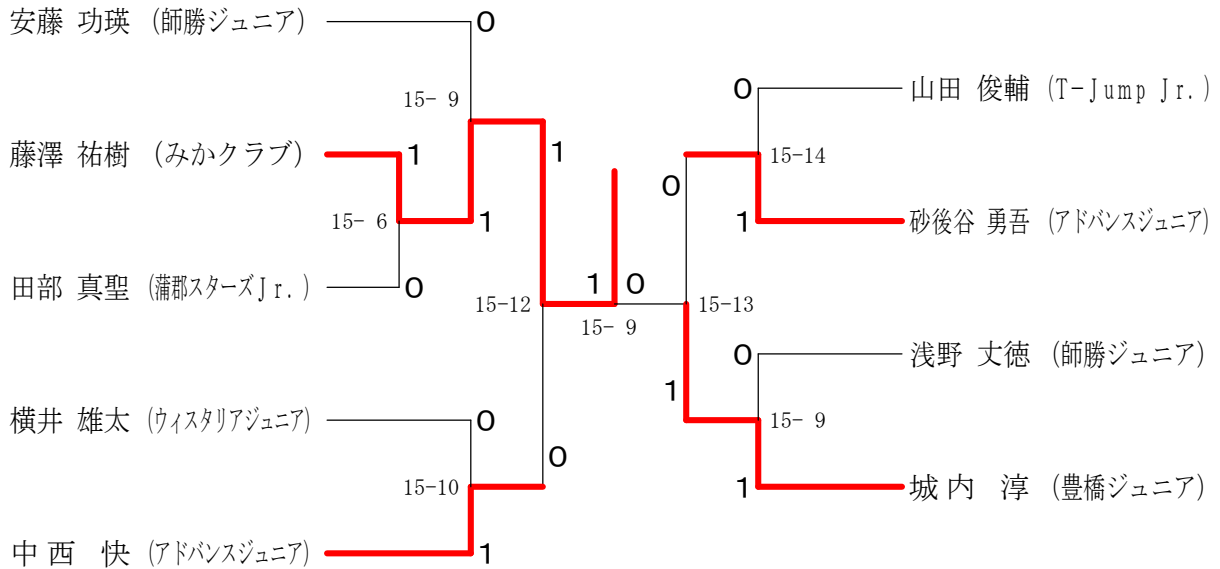 安藤 功瑛 (師勝ジュニア)
0
山田 俊輔 (T-Jump Jr.)
0
15- 9
藤澤 祐樹 (みかクラブ)
1
1
15-14
0
15- 6
1
1
砂後谷 勇吾 (アドバンスジュニア)
田部 真聖 (蒲郡スターズJr.)
0
1
0
15-12
15-13
15- 9
0
浅野 丈徳 (師勝ジュニア)
1
横井 雄太 (ウィスタリアジュニア)
0
15- 9
0
15-10
1
城内 淳 (豊橋ジュニア)
中西 快 (アドバンスジュニア)
1